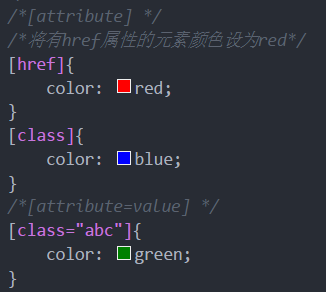 /*[attribute] */
/*将有href属性的元素颜色设为red*/
[href]{
    color: red;
}
[class]{
    color: blue;
}
/*[attribute=value] */
[class="abc"]{
    color: green;
}